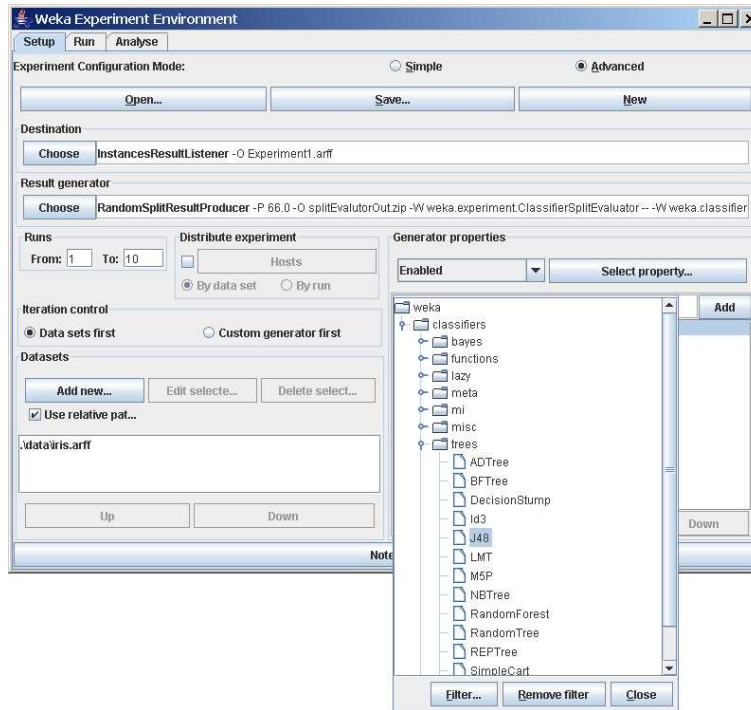 Weka Experiment Environment
Setup Run Analyse
Experiment Configuration Mode: Simple Advanced
Open... Save... New
Destination
Choose InstancesResultListener -O Experiment1.arff
Result generator
Choose RandomSplitResultProducer -P 66.0 -O splitEvalutorOut.zip -W weka.experiment.ClassifierSplitEvaluator -- -W weka.classifier
Runs
From: 1 To: 10
Distribute experiment
Hosts
By data set By run
Generator properties
Enabled Select property...
Iteration control
Data sets first Custom generator first
Datasets
Add new... Edit selecte... Delete select...
Use relative pat...
.\data\iris.arff
Up Down
Note
Add
Down
weka
classifiers
bayes
functions
lazy
meta
mi
misc
trees
ADTree
BFTree
DecisionStump
Id3
J48
LMT
M5P
NBTree
RandomForest
RandomTree
REPTree
SimpleCart
Filter... Remove filter Close